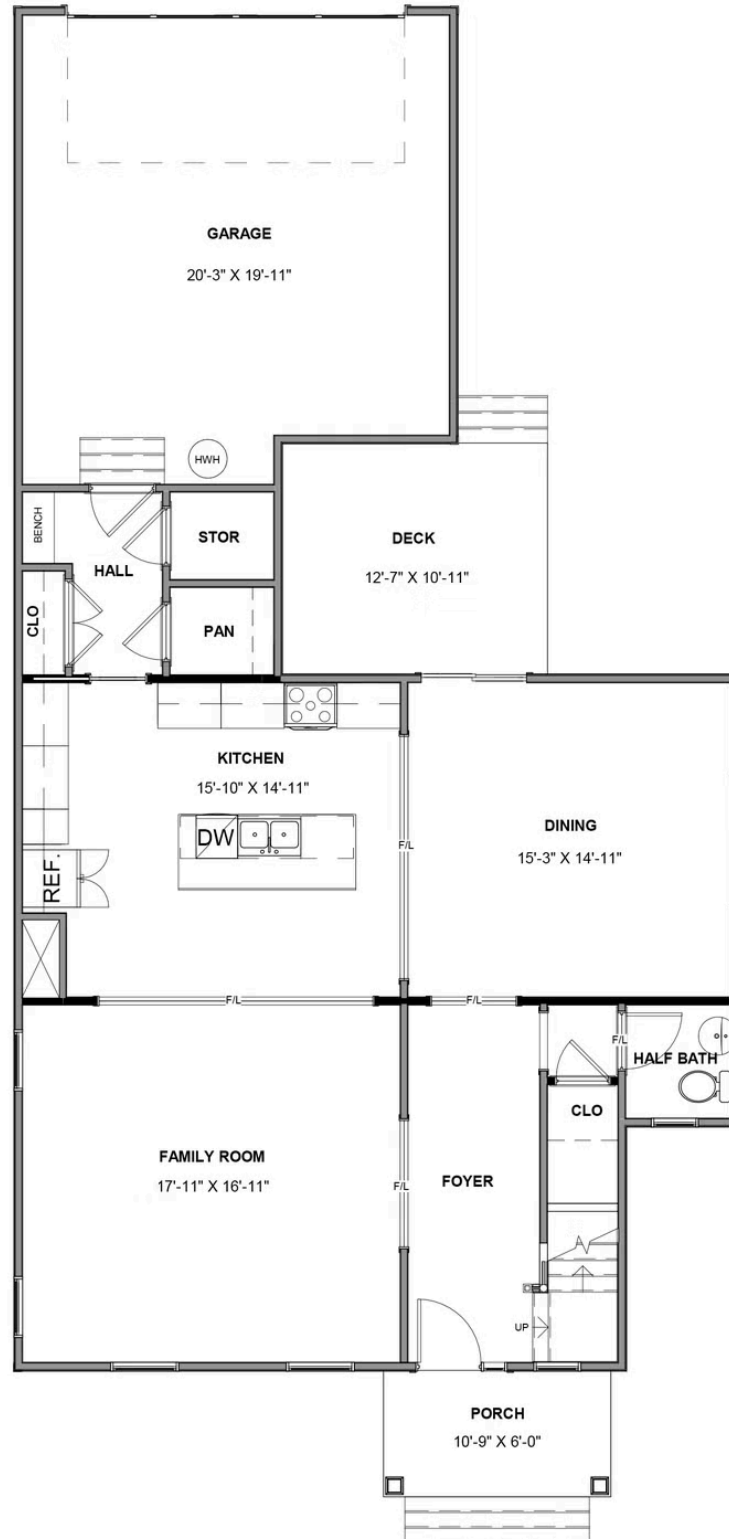 GARAGE
20'-3" X 19'-11"
HWH
BENCH
STOR
HALL
DECK
12'-7" X 10'-11"
CLO
PAN
KITCHEN
15'-10" X 14'-11"
DW
REF.
F/L
DINING
15'-3" X 14'-11"
F/L
F/L
F/L
HALF BATH
CLO
FAMILY ROOM
17'-11" X 16'-11"
F/L
FOYER
UP
PORCH
10'-9" X 6'-0"